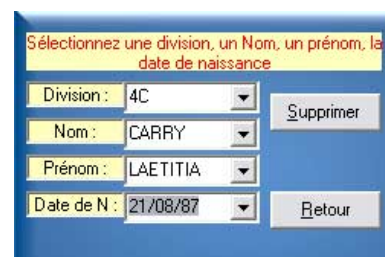 Sélectionnez une division, un Nom, un prénom, la
date de naissance
Division : 4C
Supprimer
Nom : CARRY
Prénom : LAETITIA
Date de N : 21/08/87
Retour